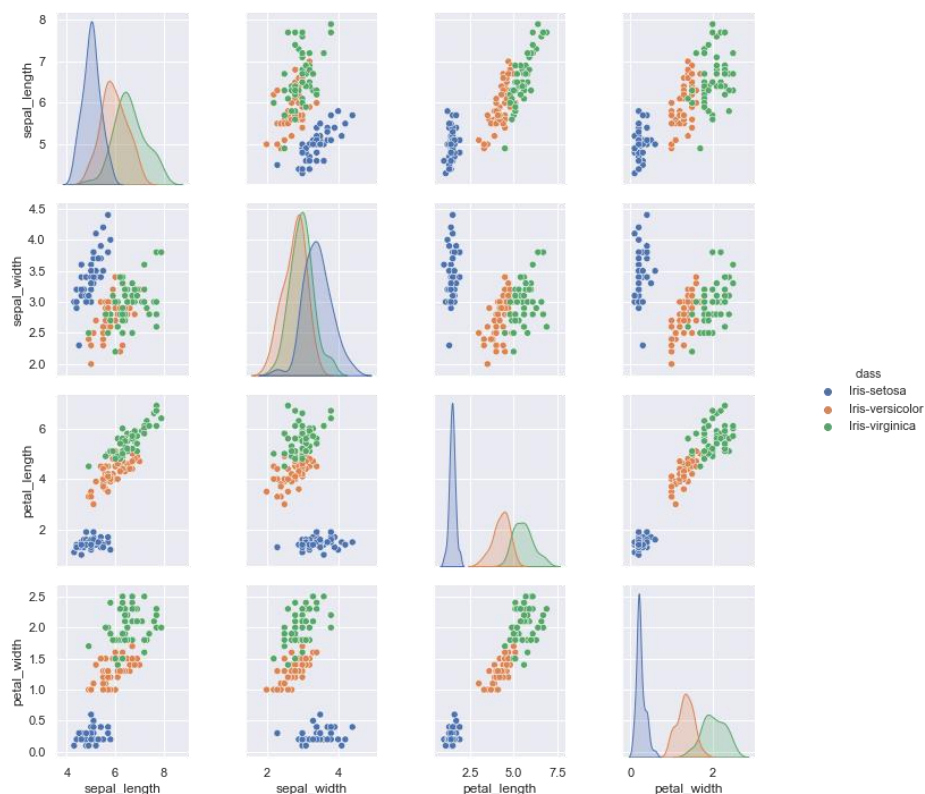 8
7
6
5
sepal_length
4.5
4.0
3.5
3.0
2.5
2.0
sepal_width
class
Iris-setosa
Iris-versicolor
Iris-virginica
6
4
2
petal_length
2.5
2.0
1.5
1.0
0.5
0.0
petal_width
4 6 8
sepal_length
2 4
sepal_width
2.5 5.0 7.5
petal_length
0 2
petal_width